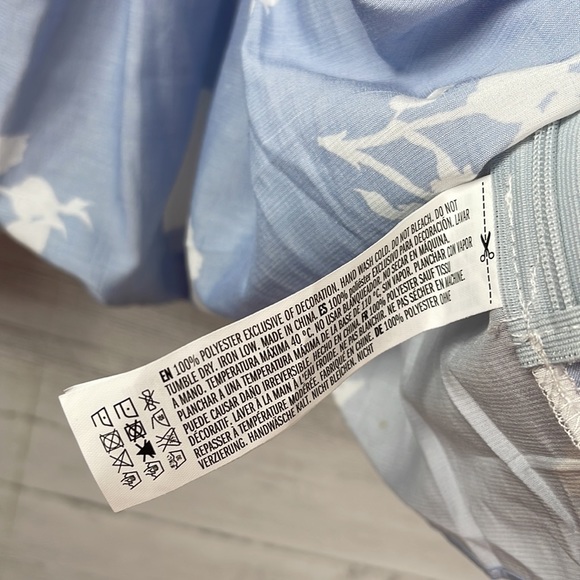 EN 100% POLYESTER EXCLUSIVE OF DECORATION. HAND WASH COLD. DO NOT BLEACH. DO NOT
TUMBLE DRY. IRON LOW. MADE IN CHINA. ES 100% poliéster EXCLUSIVO PARA DECORACIÓN. LAVAR
A MANO. TEMPERATURA MÁXIMA 40 °C. NO USAR BLANQUEADOR. NO USAR EN MÁQUINA.
PLANCHAR A UNA TEMPERATURA MÁXIMA DE LA BASE DE 110 °C, SIN VAPOR. PLANCHAR CON VAPOR
PUEDE CAUSAR DAÑO IRREVERSIBLE. HECHO EN CHINA. FR 100% POLYESTER SAUF TISSU
DÉCORATIF. LAVER À LA MAIN À L'EAU FROIDE. NE PAS BLANCHIR. NE PAS SÉCHER EN MACHINE.
REPASSER À TEMPÉRATURE MODÉRÉE. FABRIQUÉ EN CHINE DE 100% POLYESTER OHNE
VERZIERUNG. HANDWÄSCHE KALT. NICHT BLEICHEN. NICHT